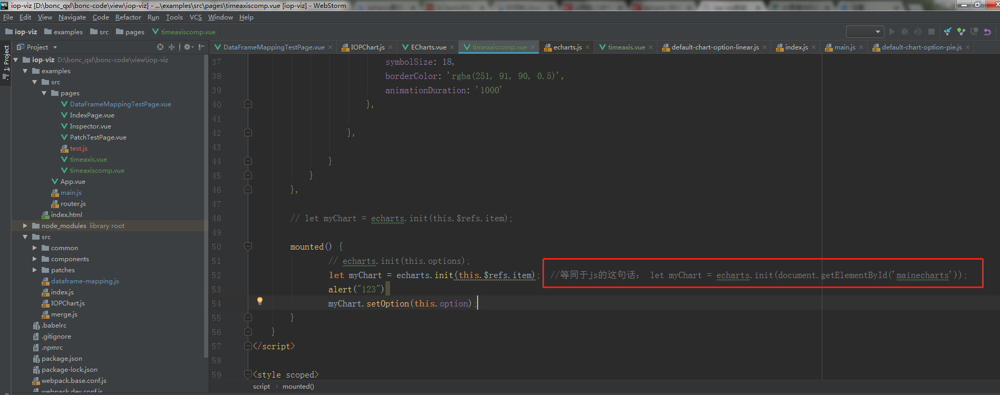 iop-viz [D:\bonc_qxl\bonc-code\view\iop-viz] - ...\examples\src\pages\timeaxiscomp.vue [iop-viz] - WebStorm
File Edit View Navigate Code Refactor Run Tools VCS Window Help
iop-viz examples src pages timeaxiscomp.vue
Project
1: Project
DataFrameMappingTestPage.vue IOPChart.js ECharts.vue timeaxiscomp.vue echarts.js timeaxis.vue default-chart-option-linear.js index.js main.js default-chart-option-pie.js
iop-viz D:\bonc_qxl\bonc-code\view\iop-viz
examples
src
pages
DataFrameMappingTestPage.vue
IndexPage.vue
Inspector.vue
PatchTestPage.vue
test.js
timeaxis.vue
timeaxiscomp.vue
App.vue
main.js
router.js
index.html
node_modules library root
src
common
components
patches
dataframe-mapping.js
index.js
IOPChart.js
merge.js
.babelrc
.gitignore
.npmrc
package.json
package-lock.json
webpack.base.conf.js
webpack.dev.conf.js
37 symbolSize: 18,
38 borderColor: 'rgba(251, 91, 90, 0.5)',
39 animationDuration: '1000'
40 },
41
42 },
43
44 }
45 }
46 },
47
48 // let myChart = echarts.init(this.$refs.item);
49
50 mounted() {
51 // echarts.init(this.options);
52 let myChart = echarts.init(this.$refs.item); //等同于js的这句话： let myChart = echarts.init(document.getElementById('mainecharts'));
53 alert("123")
54 myChart.setOption(this.option);
55 }
56 }
57 </script>
58
59 <style scoped>
script › mounted()